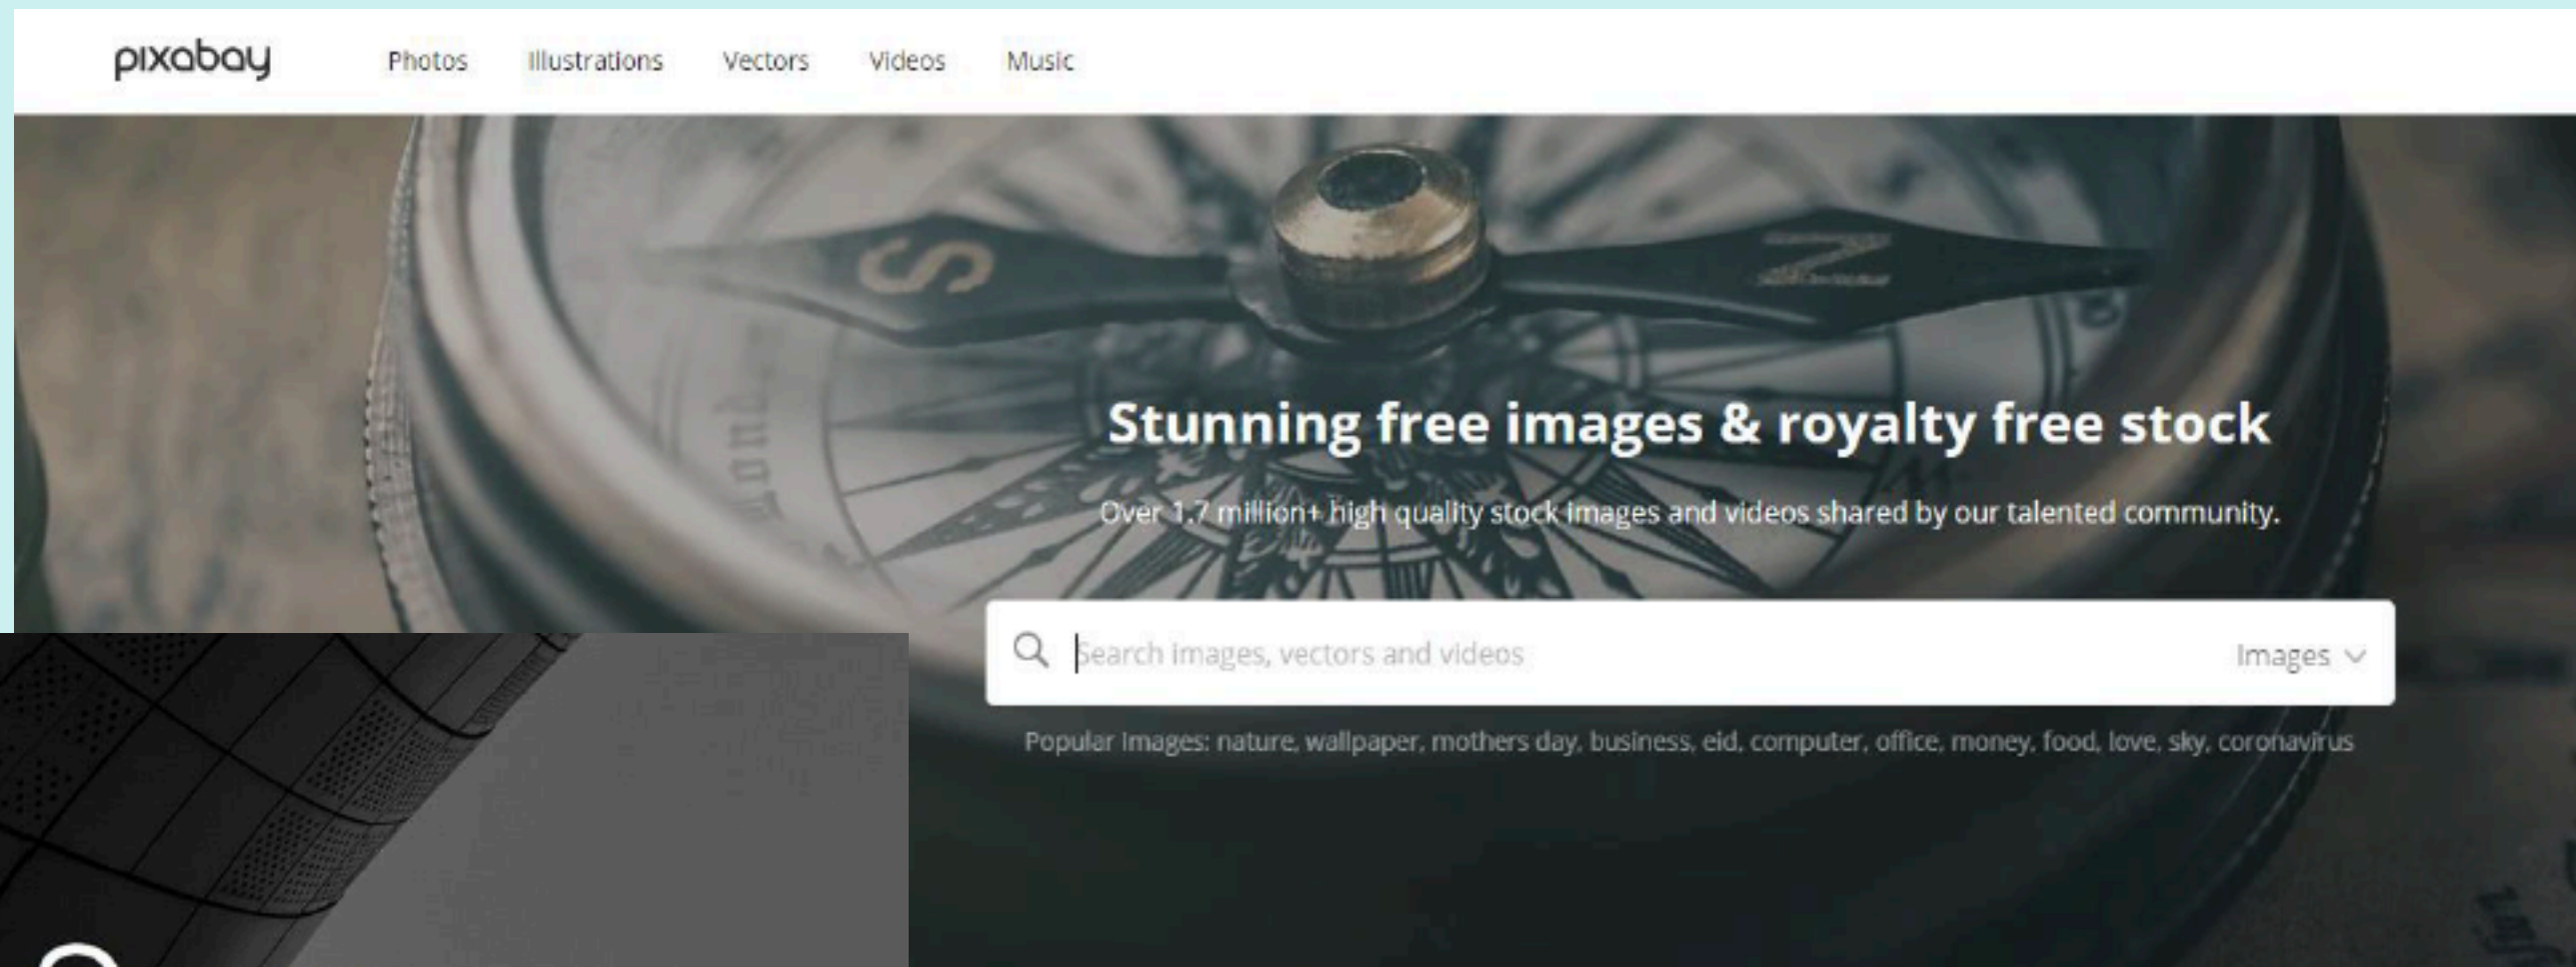 pixabay
Photos Illustrations Vectors Videos Music
S N
Stunning free images & royalty free stock
Over 1.7 million+ high quality stock images and videos shared by our talented community.
Search images, vectors and videos Images
Popular Images: nature, wallpaper, mothers day, business, eid, computer, office, money, food, love, sky, coronavirus